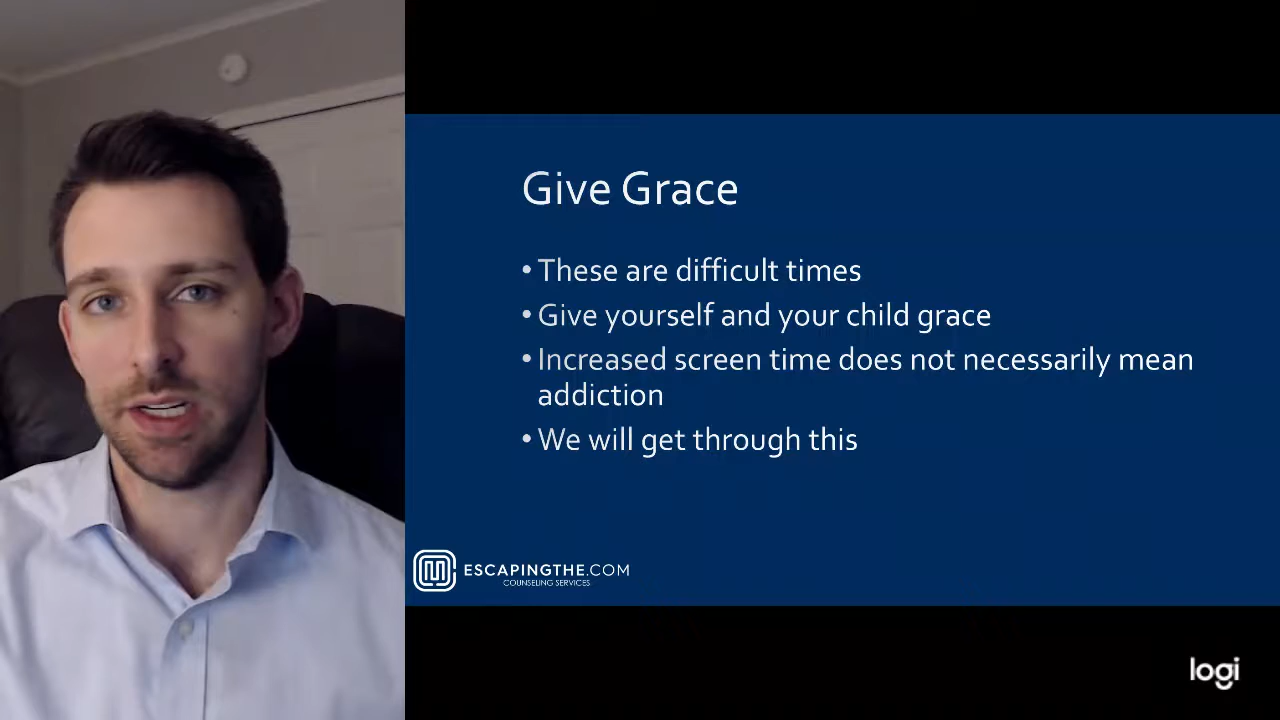 Give Grace
• These are difficult times
• Give yourself and your child grace
• Increased screen time does not necessarily mean
addiction
• We will get through this
ESCAPINGTHE.COM
COUNSELING SERVICES
logi